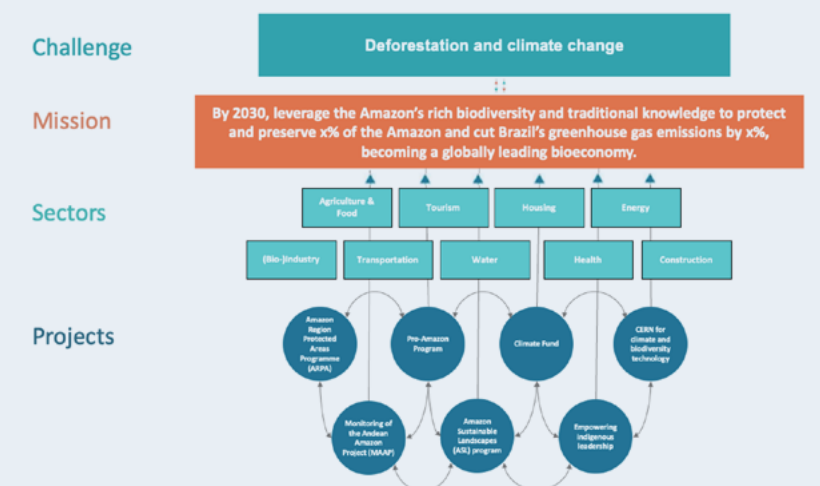 Challenge
Deforestation and climate change
Mission
By 2030, leverage the Amazon's rich biodiversity and traditional knowledge to protect
and preserve x% of the Amazon and cut Brazil's greenhouse gas emissions by x%,
becoming a globally leading bioeconomy.
Sectors
Agriculture &
Food
Tourism
Housing
Energy
(Bio-)Industry
Transportation
Water
Health
Construction
Projects
Amazon
Region
Protected
Areas
Programme
(ARPA)
Pro-Amazon
Program
Climate Fund
CERN for
climate and
biodiversity
technology
Monitoring of
the Andean
Amazon
Project (MAAP)
Amazon
Sustainable
Landscapes
(ASL) program
Empowering
indigenous
leadership